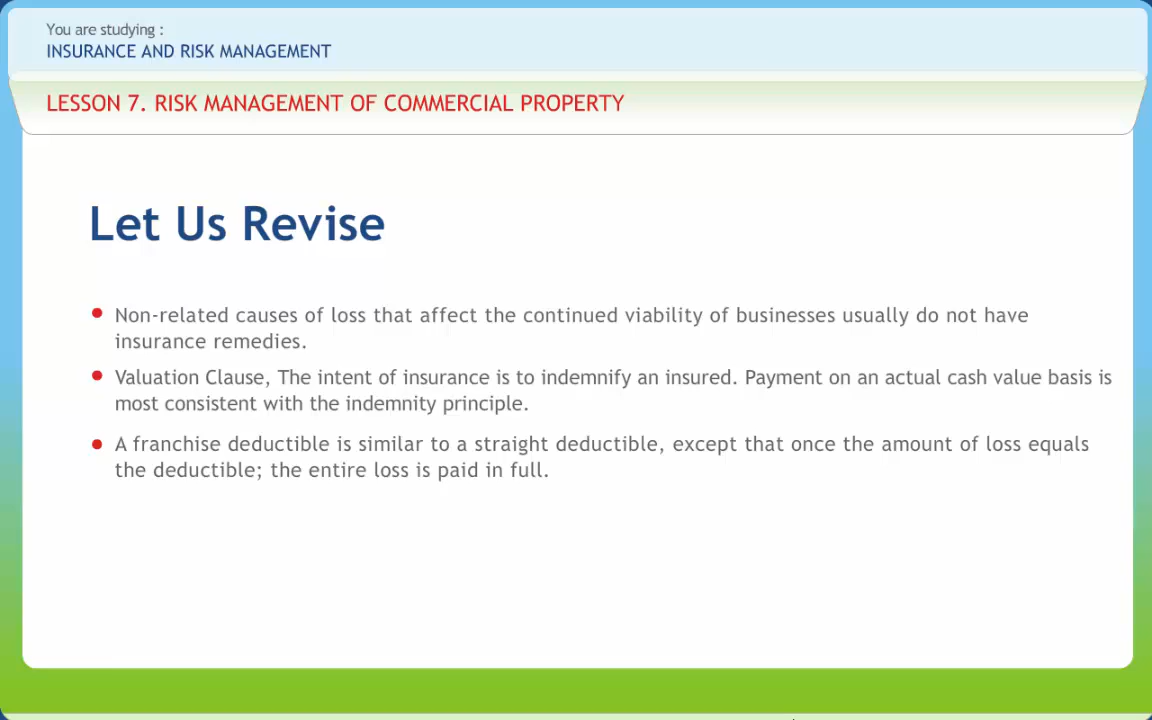 You are studying :
INSURANCE AND RISK MANAGEMENT
LESSON 7. RISK MANAGEMENT OF COMMERCIAL PROPERTY
Let Us Revise
Non-related causes of loss that affect the continued viability of businesses usually do not have
insurance remedies.
Valuation Clause, The intent of insurance is to indemnify an insured. Payment on an actual cash value basis is
most consistent with the indemnity principle.
A franchise deductible is similar to a straight deductible, except that once the amount of loss equals
the deductible; the entire loss is paid in full.